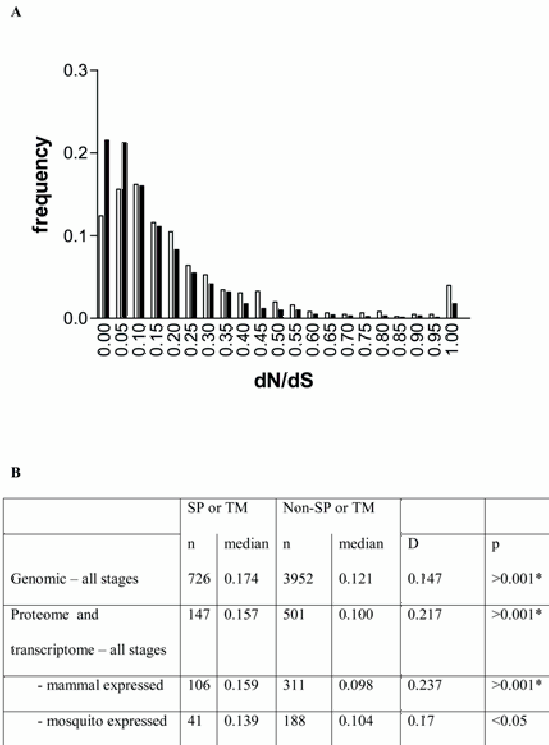 A
0.3
0.2
0.1
0.0
frequency
0.00 0.05 0.10 0.15 0.20 0.25 0.30 0.35 0.40 0.45 0.50 0.55 0.60 0.65 0.70 0.75 0.80 0.85 0.90 0.95 1.00
dN/dS
B
SP or TM Non-SP or TM
n median n median D p
Genomic – all stages 726 0.174 3952 0.121 0.147 >0.001*
Proteome and 147 0.157 501 0.100 0.217 >0.001*
transcriptome – all stages
- mammal expressed 106 0.159 311 0.098 0.237 >0.001*
- mosquito expressed 41 0.139 188 0.104 0.17 <0.05